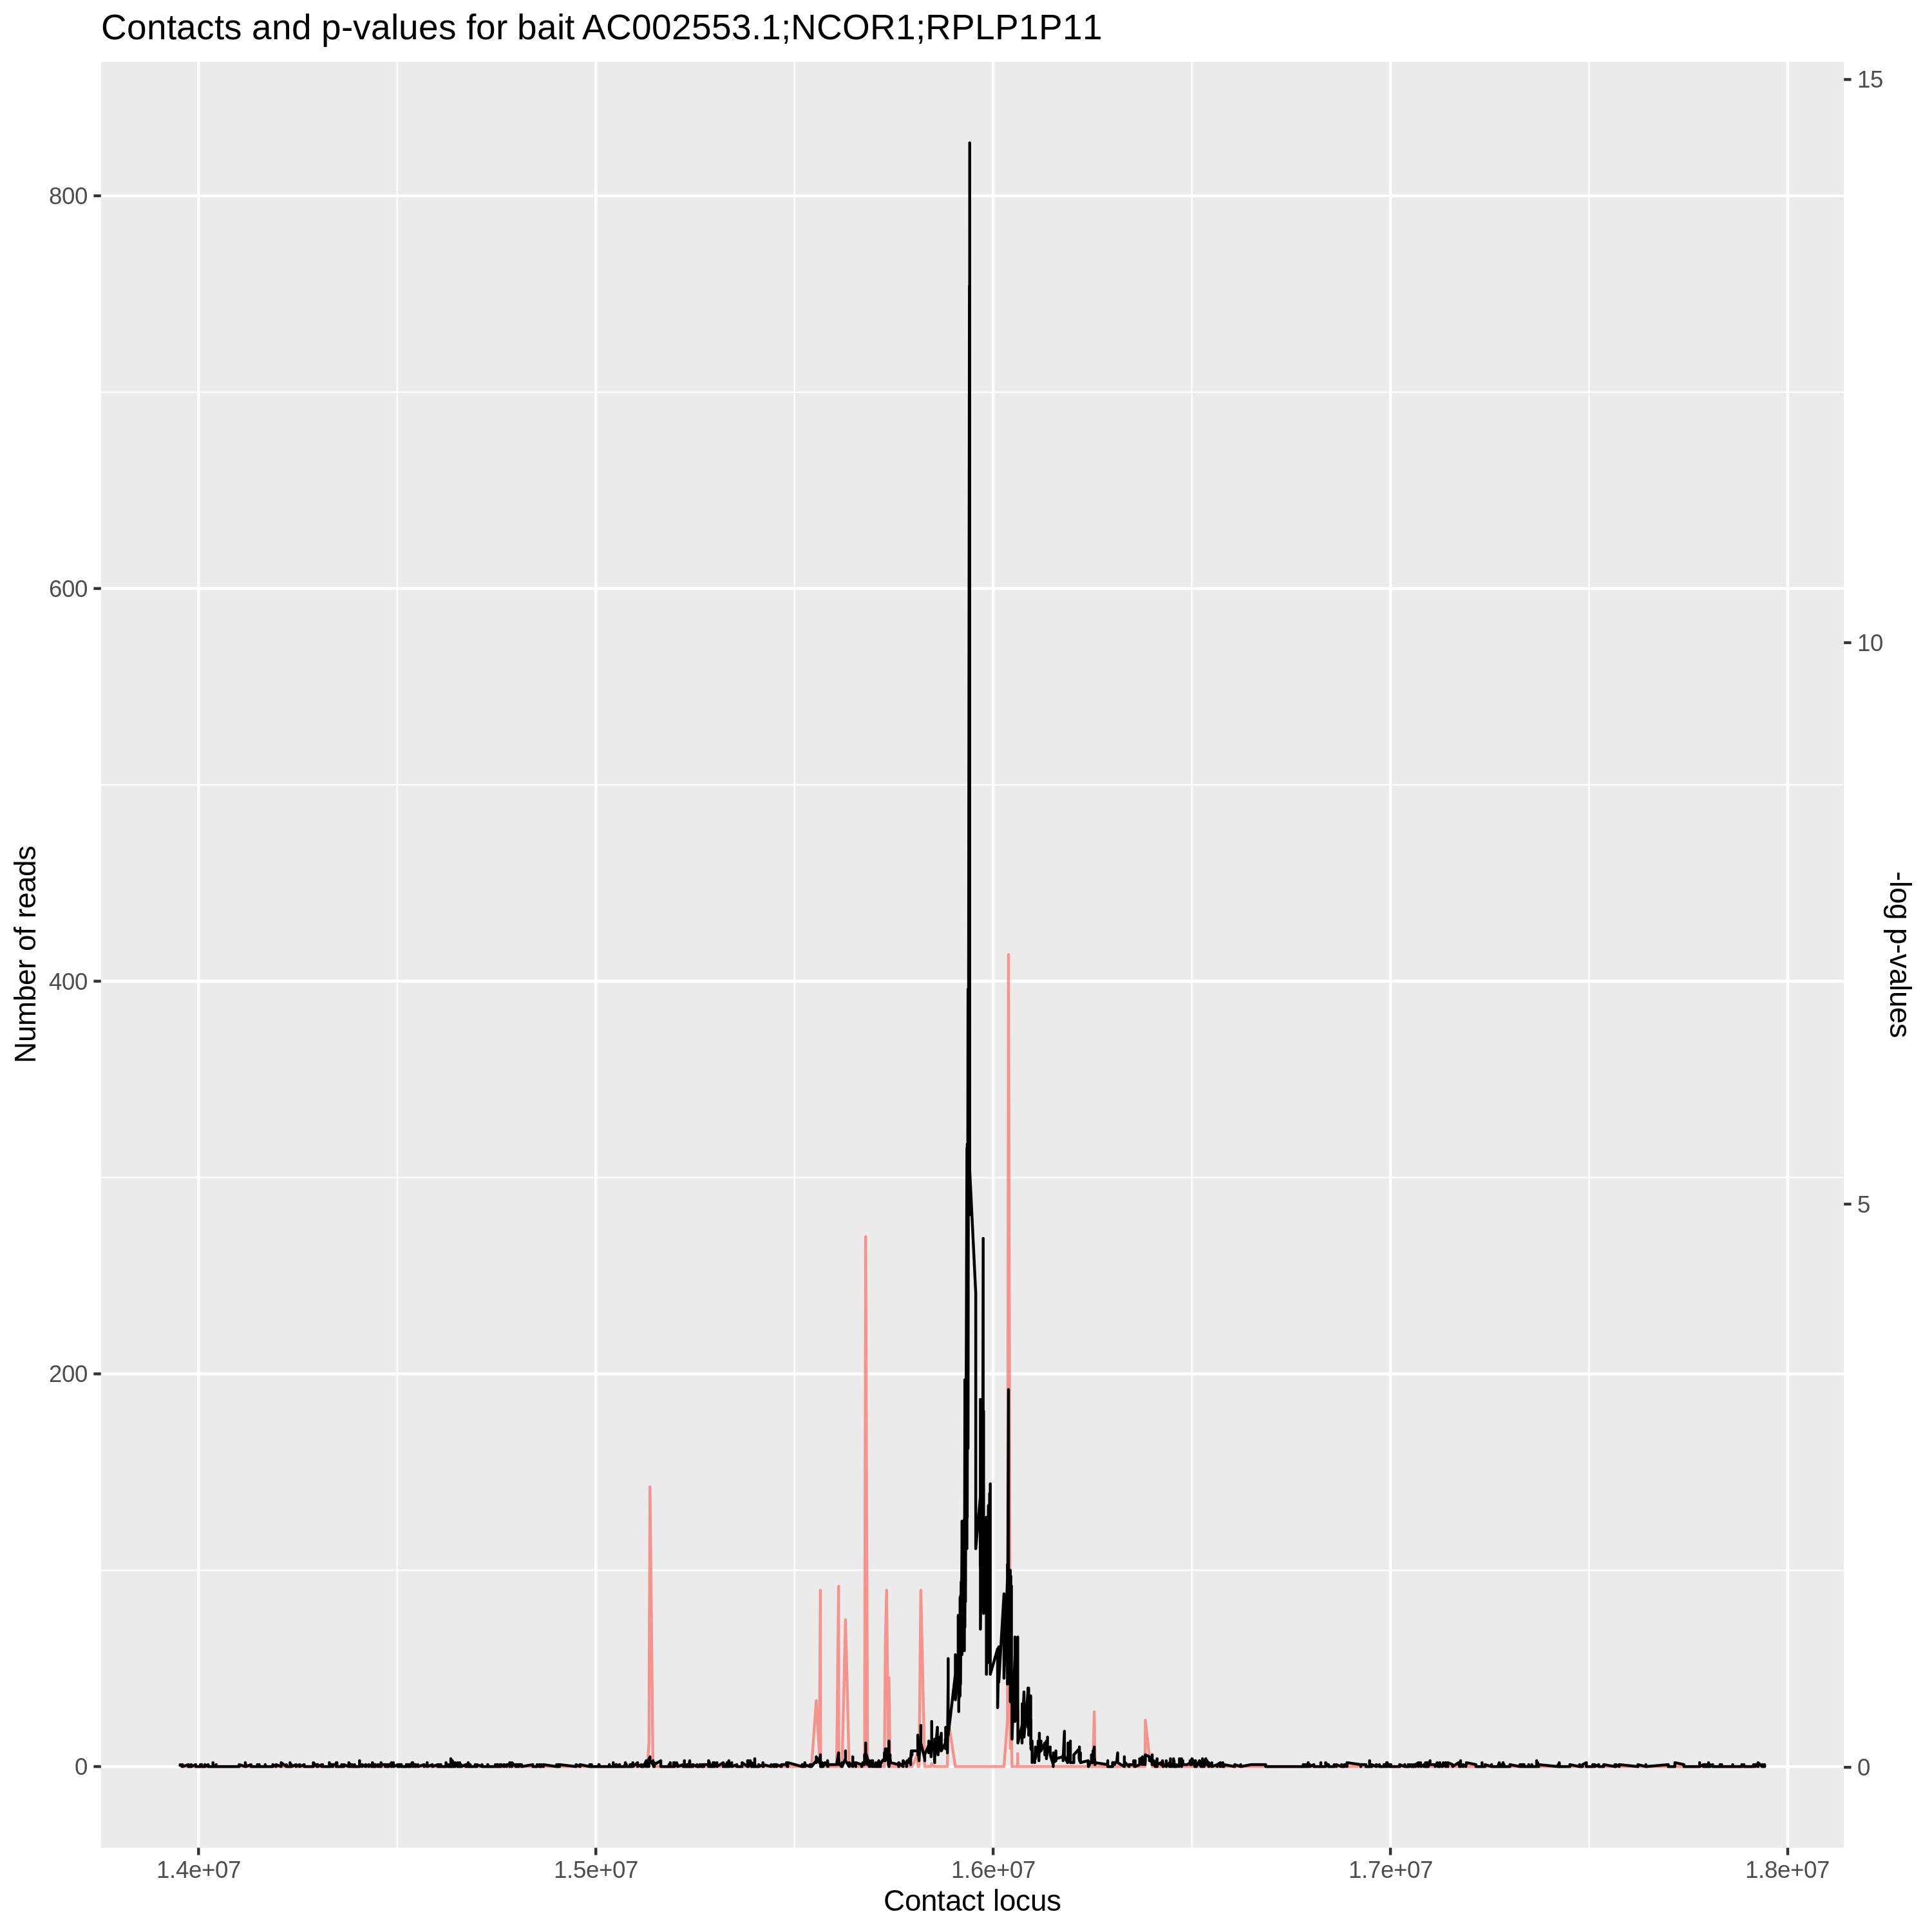 Contacts and p-values for bait AC002553.1;NCOR1;RPLP1P11
Number of reads
800
600
400
200
0
15
10
5
0
-log p-values
1.4e+07
1.5e+07
1.6e+07
1.7e+07
1.8e+07
Contact locus